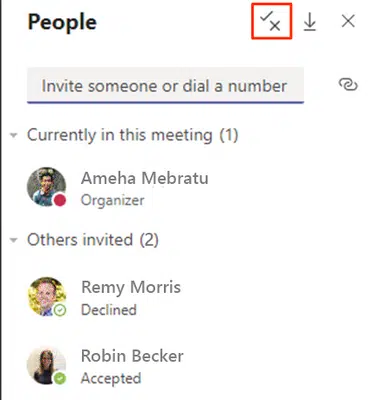 People
Invite someone or dial a number
Currently in this meeting (1)
Ameha Mebratu
Organizer
Others invited (2)
Remy Morris
Declined
Robin Becker
Accepted